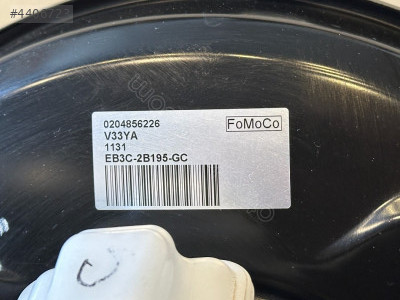 0204856226
FoMoCo
V33YA
1131
EB3C-2B195-GC